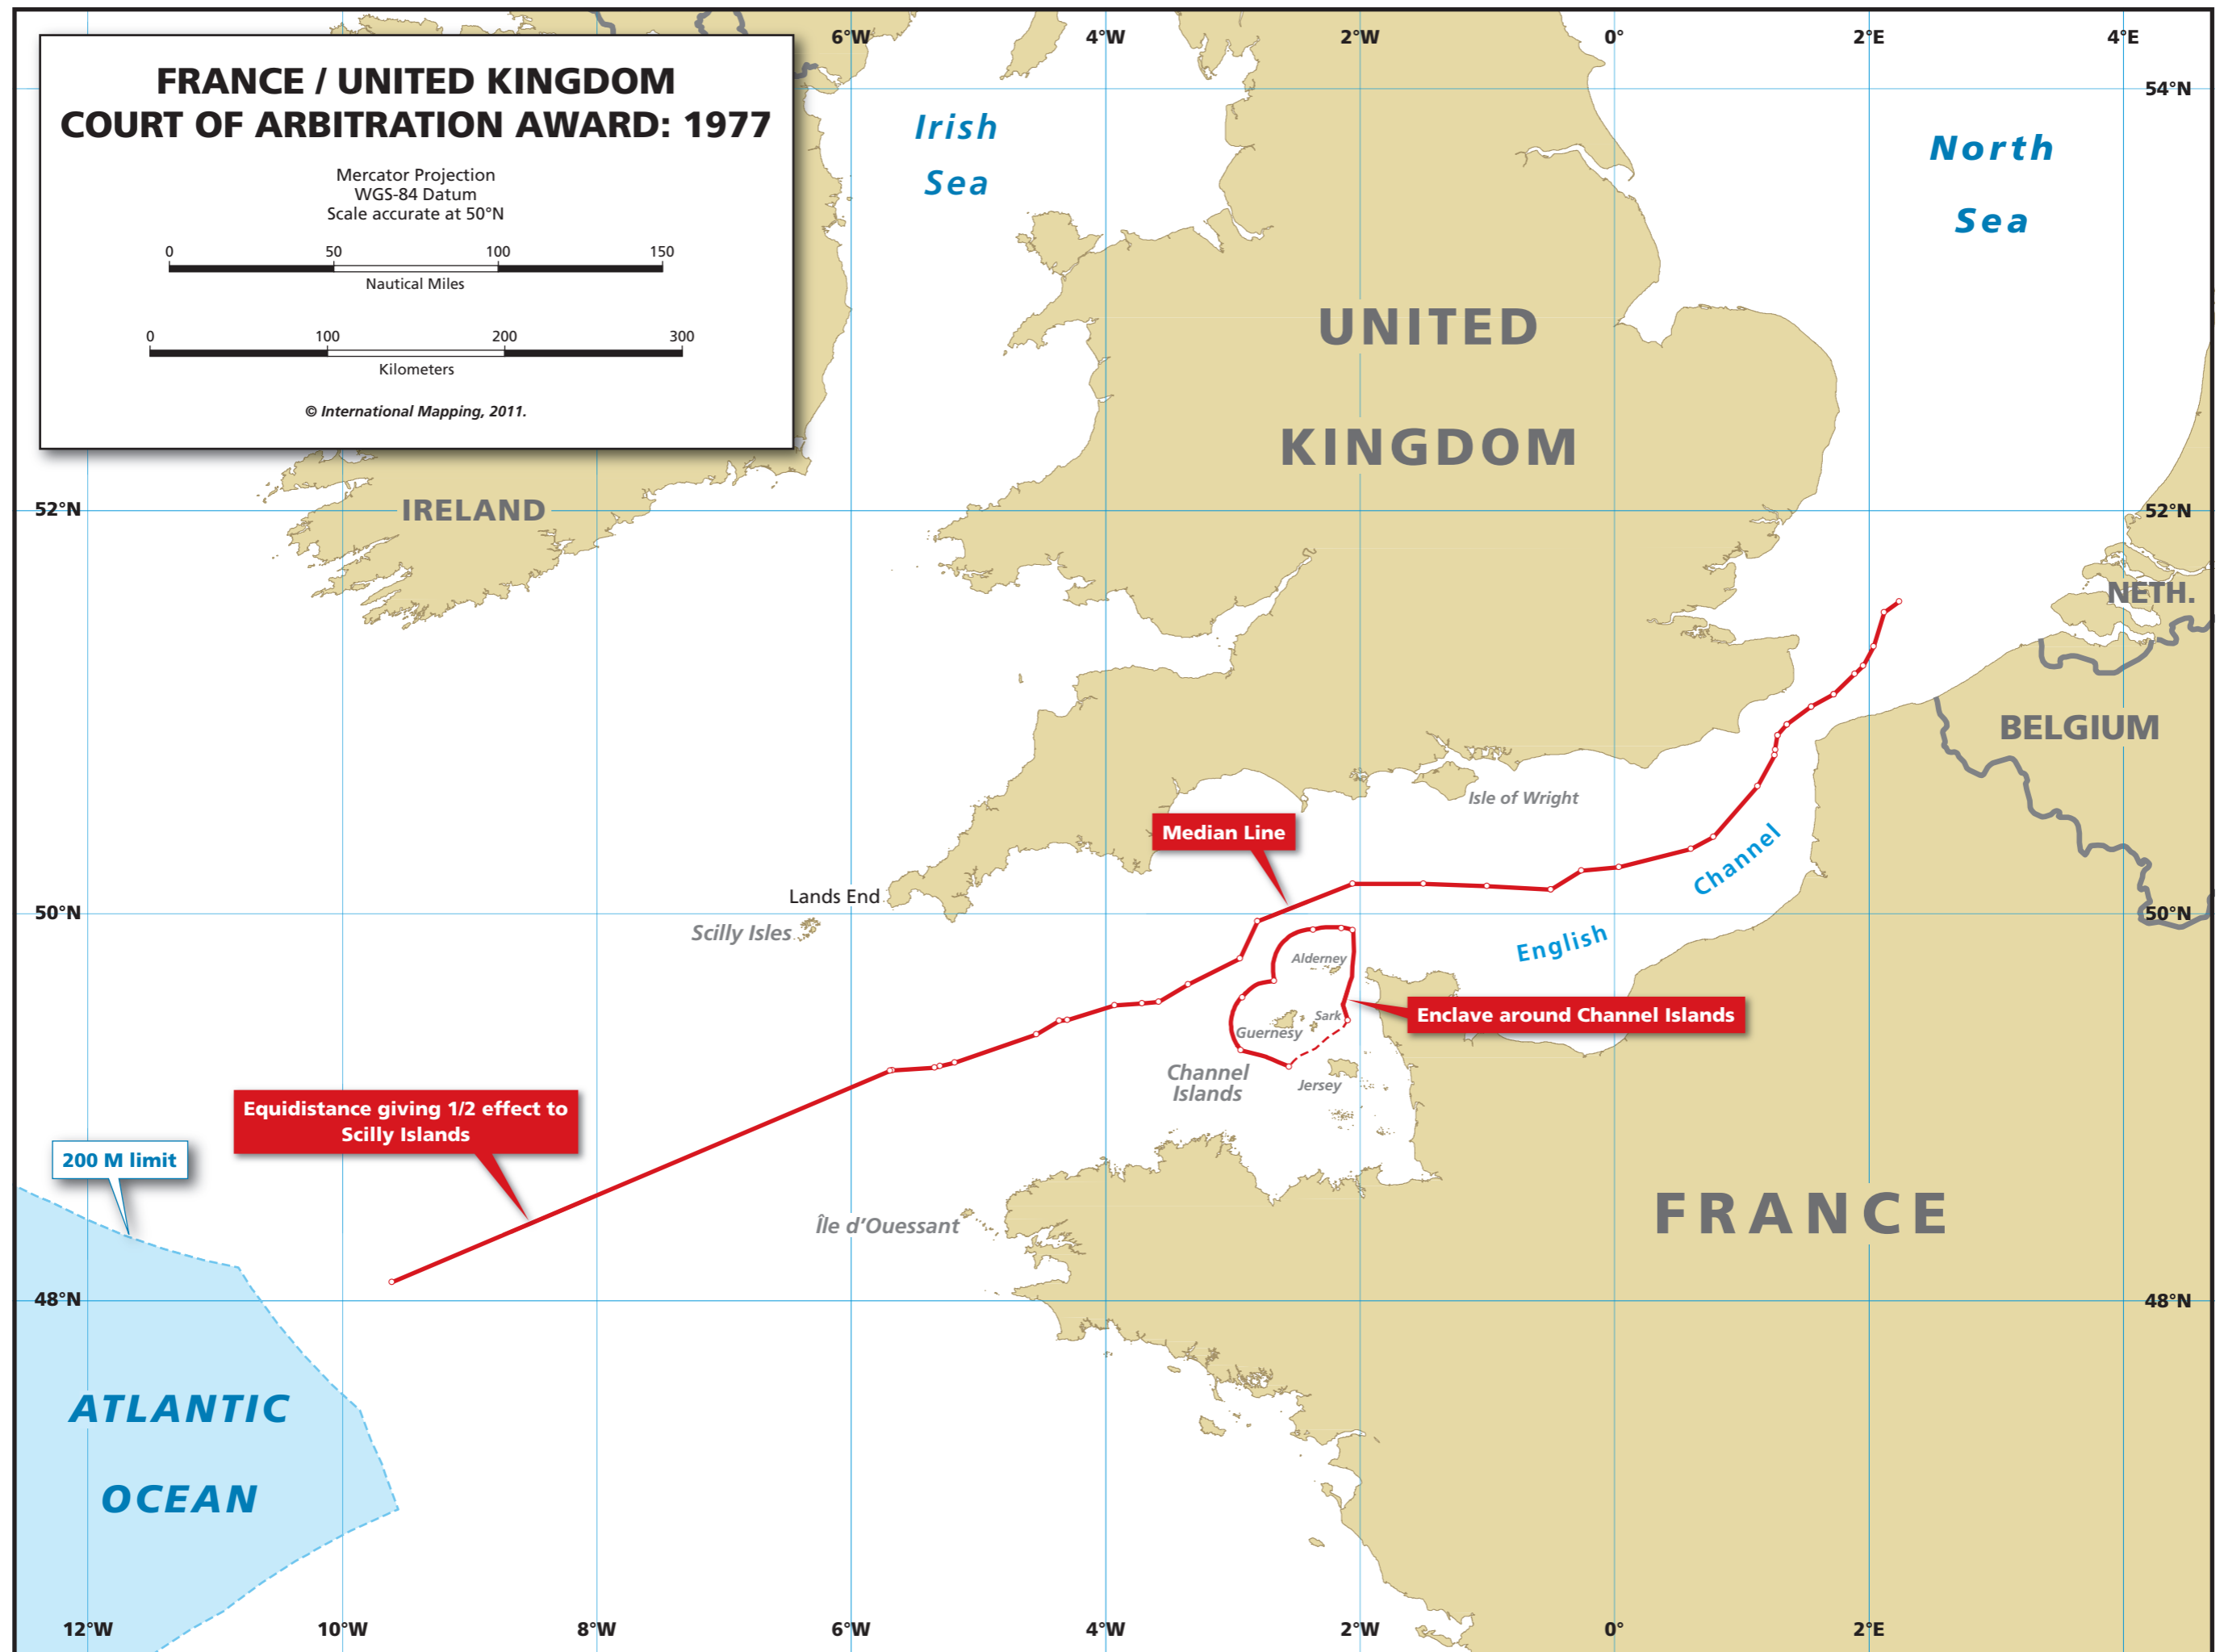 FRANCE / UNITED KINGDOM
COURT OF ARBITRATION AWARD: 1977
Mercator Projection
WGS-84 Datum
Scale accurate at 50°N
0 50 100 150
Nautical Miles
0 100 200 300
Kilometers
© International Mapping, 2011.
6°W 4°W 2°W 0° 2°E 4°E
54°N
Irish
Sea
North
Sea
UNITED
KINGDOM
IRELAND
52°N
52°N
NETH.
BELGIUM
Isle of Wright
Median Line
Channel
English
Lands End
Scilly Isles
50°N
50°N
Alderney
Sark
Guernesy
Enclave around Channel Islands
Channel
Islands
Jersey
Equidistance giving 1/2 effect to
Scilly Islands
200 M limit
Île d'Ouessant
FRANCE
48°N
48°N
ATLANTIC
OCEAN
12°W 10°W 8°W 6°W 4°W 2°W 0° 2°E